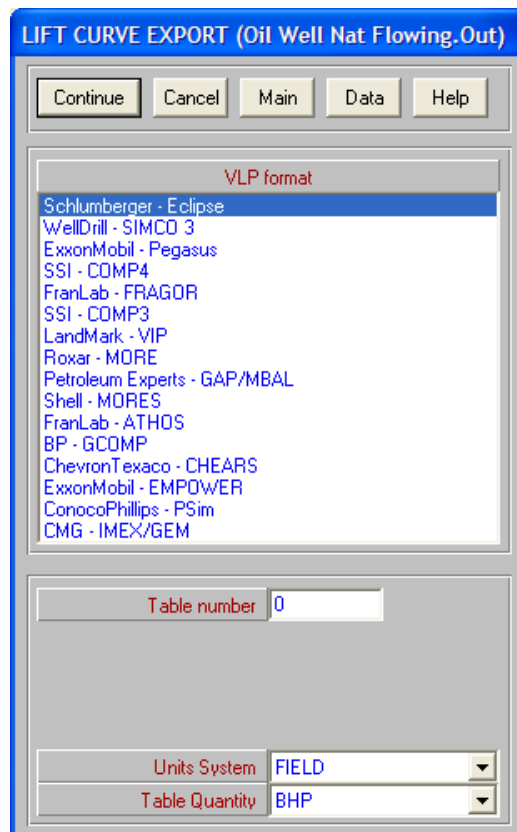 LIFT CURVE EXPORT (Oil Well Nat Flowing.Out)
Continue Cancel Main Data Help
VLP format
Schlumberger - Eclipse
WellDrill - SIMCO 3
ExxonMobil - Pegasus
SSI - COMP4
FranLab - FRAGOR
SSI - COMP3
LandMark - VIP
Roxar - MORE
Petroleum Experts - GAP/MBAL
Shell - MORES
FranLab - ATHOS
BP - GCOMP
ChevronTexaco - CHEARS
ExxonMobil - EMPOWER
ConocoPhillips - PSim
CMG - IMEX/GEM
Table number 0
Units System FIELD
Table Quantity BHP